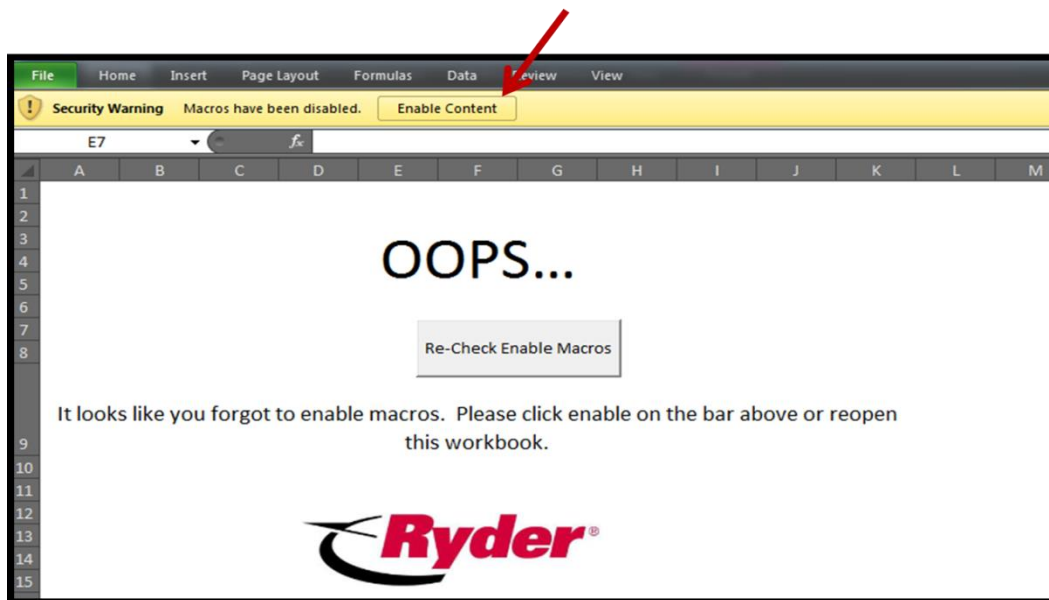 File Home Insert Page Layout Formulas Data Review View
Security Warning Macros have been disabled. Enable Content
E7 fx
A B C D E F G H I J K L M
1
2
3
OOPS...
4
5
6
7
Re-Check Enable Macros
8
It looks like you forgot to enable macros. Please click enable on the bar above or reopen
9 this workbook.
10
11
12
13 Ryder®
14
15